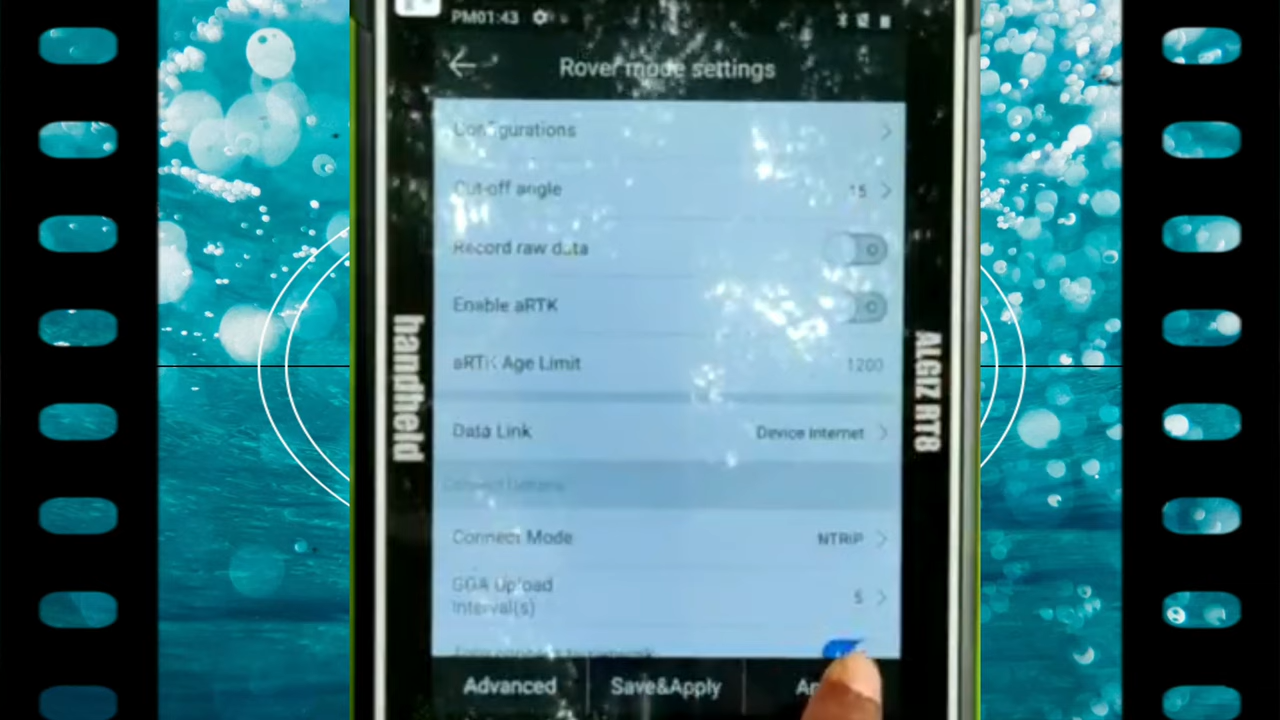 PM01:43
Rover mode settings
Configurations
Cut-off angle 15
Record raw data
Enable aRTK
aRTK Age Limit 1200
Data Link Device Internet
Connect Mode NTRIP
GGA Upload
Interval(s) 5
Advanced Save&Apply
handheld
ALGIZ RT8